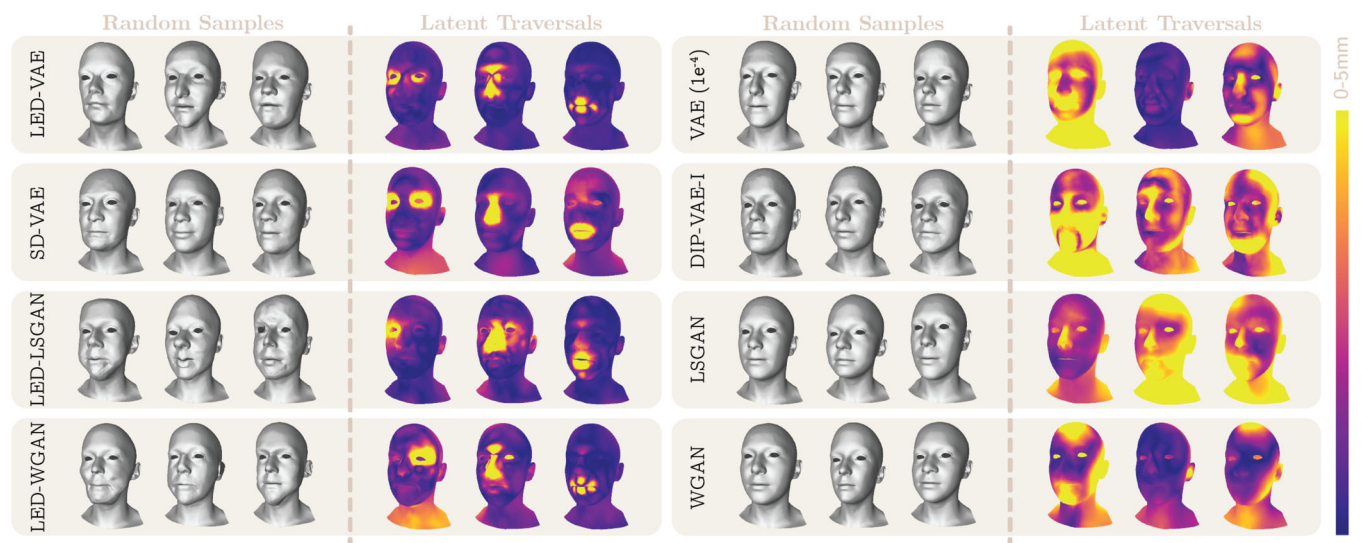 Random Samples
Latent Traversals
Random Samples
Latent Traversals
LED-VAE
VAE (1e⁻⁴)
SD-VAE
DIP-VAE-I
LED-LSGAN
LSGAN
LED-WGAN
WGAN
0-5mm